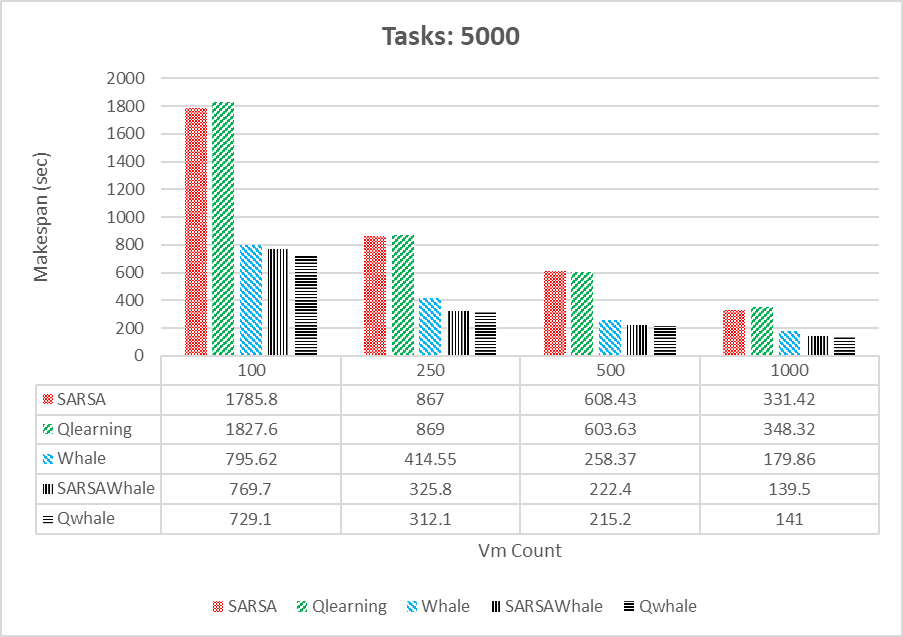 Tasks: 5000
Makespan (sec)
2000
1800
1600
1400
1200
1000
800
600
400
200
0
100 250 500 1000
SARSA 1785.8 867 608.43 331.42
Qlearning 1827.6 869 603.63 348.32
Whale 795.62 414.55 258.37 179.86
SARSAWhale 769.7 325.8 222.4 139.5
Qwhale 729.1 312.1 215.2 141
Vm Count
SARSA Qlearning Whale SARSAWhale Qwhale